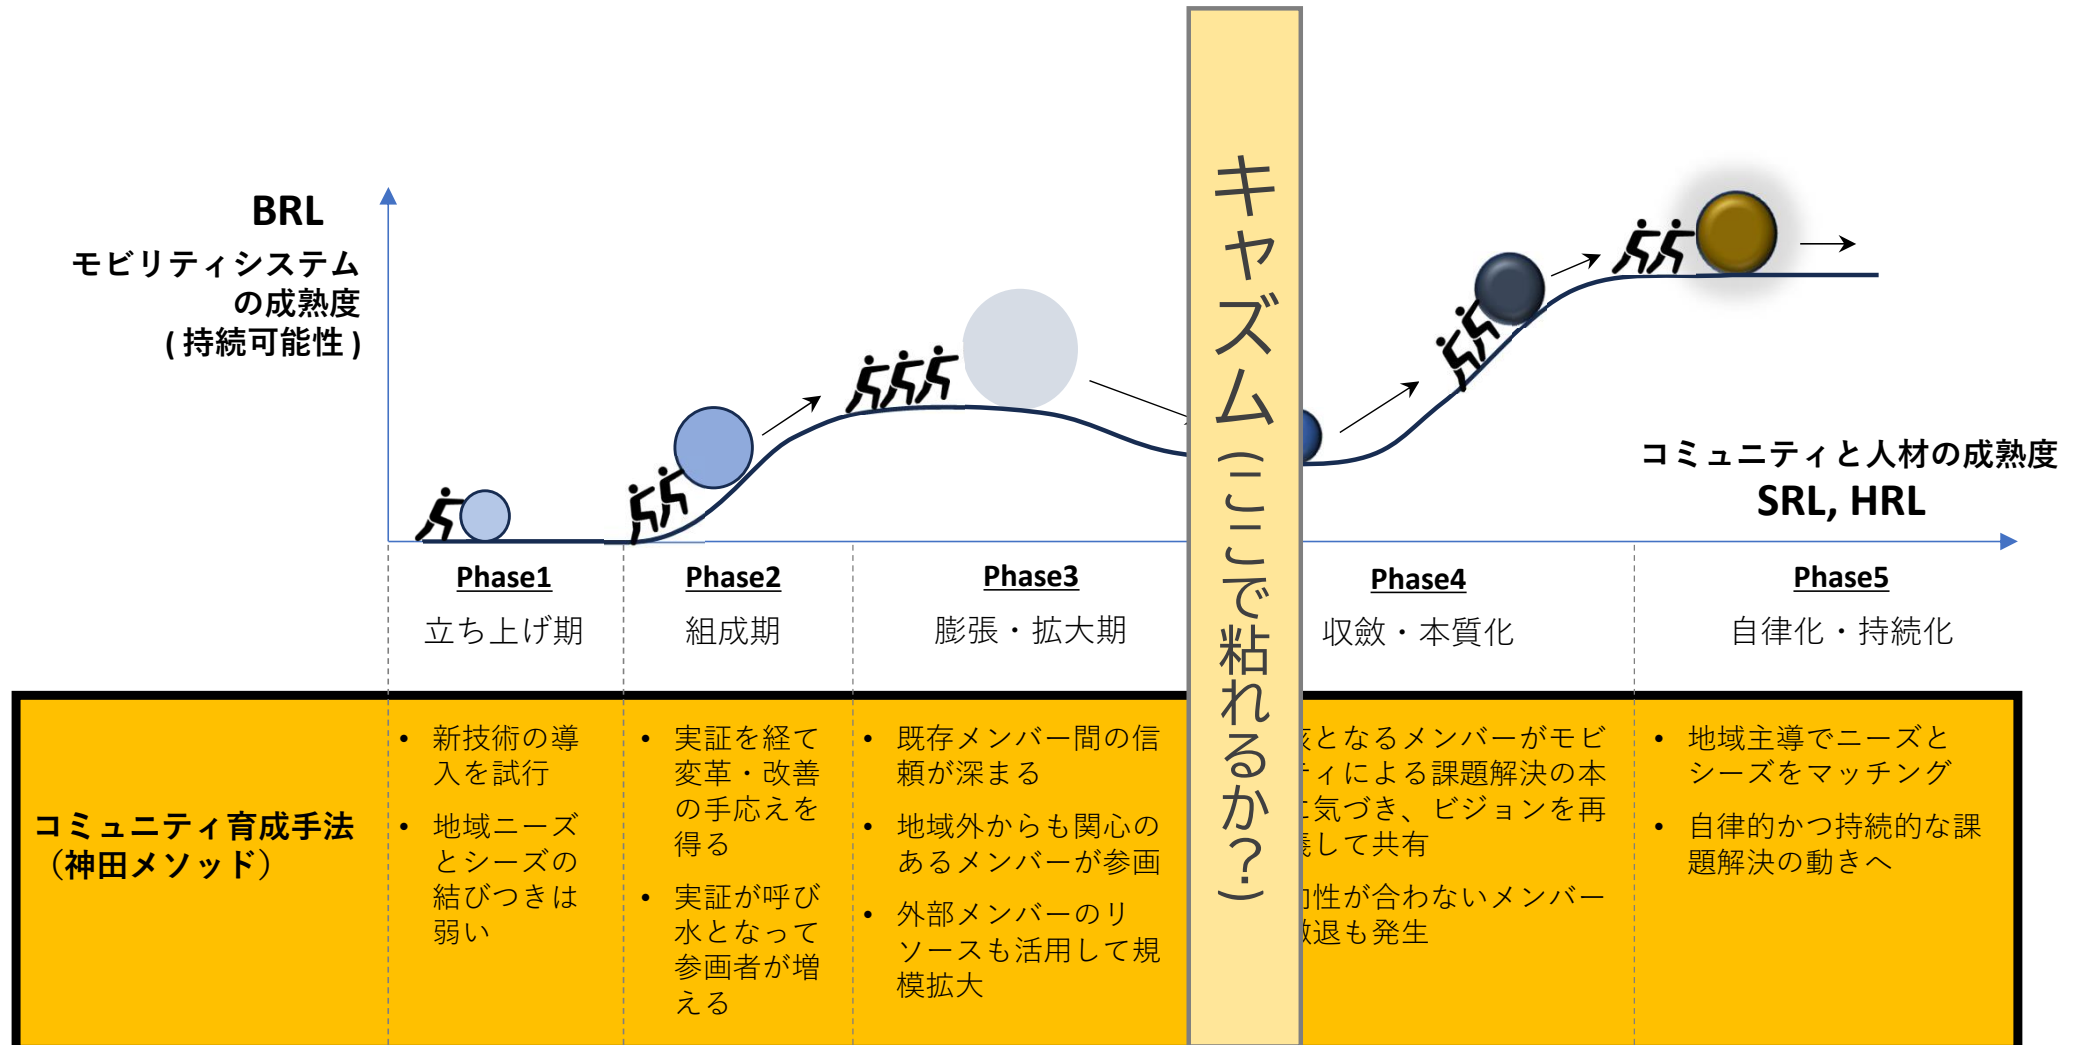 BRL
モビリティシステム
の成熟度
( 持続可能性 )
キャズム（ここで粘れるか？）
コミュニティと人材の成熟度
SRL, HRL
Phase1
立ち上げ期
Phase2
組成期
Phase3
膨張・拡大期
Phase4
収斂・本質化
Phase5
自律化・持続化
コミュニティ育成手法
（神田メソッド）
• 新技術の導
入を試行
• 地域ニーズ
とシーズの
結びつきは
弱い
• 実証を経て
変革・改善
の手応えを
得る
• 実証が呼び
水となって
参画者が増
える
• 既存メンバー間の信
頼が深まる
• 地域外からも関心の
あるメンバーが参画
• 外部メンバーのリ
ソースも活用して規
模拡大
となるメンバーがモビ
ィによる課題解決の本
に気づき、ビジョンを再
して共有
性が合わないメンバー
退も発生
• 地域主導でニーズと
シーズをマッチング
• 自律的かつ持続的な課
題解決の動きへ